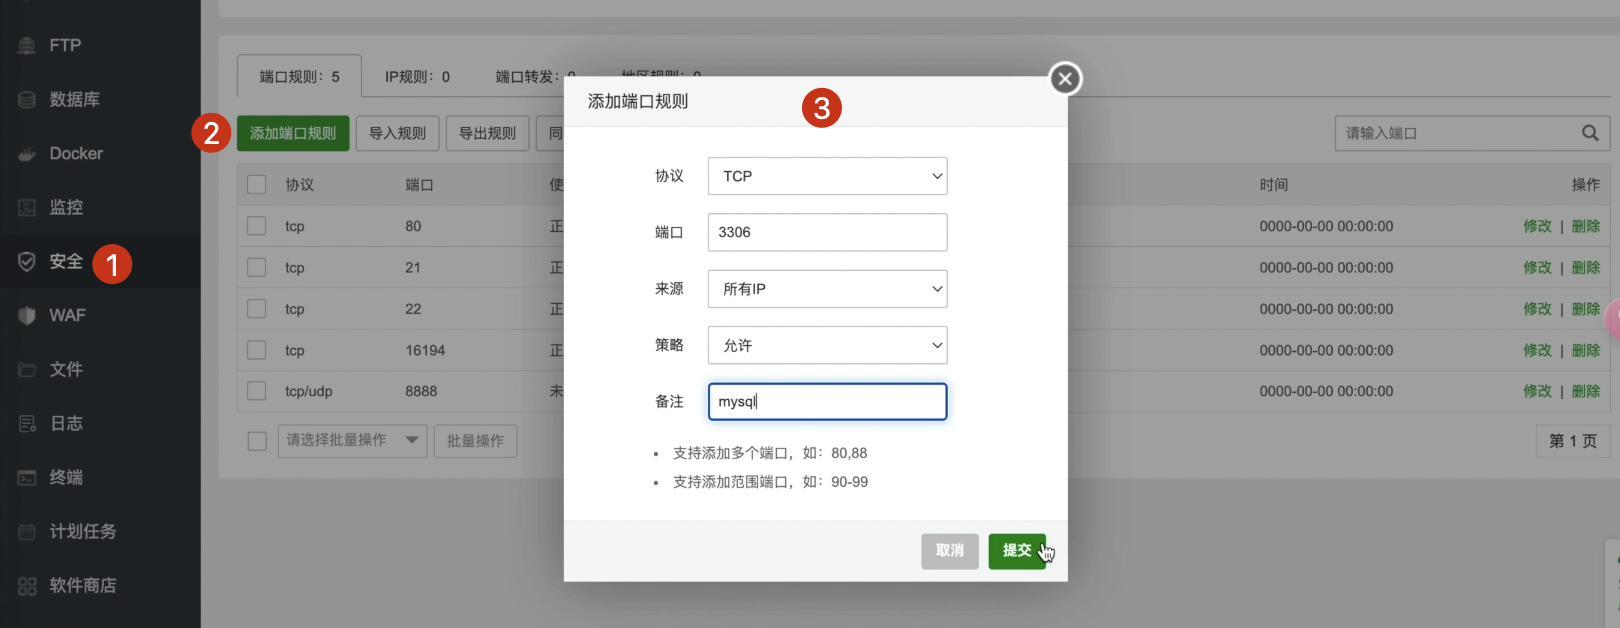 FTP
数据库
Docker
监控
安全
1
WAF
文件
日志
终端
计划任务
软件商店
端口规则：5
IP规则：0
端口转发：0
地区规则：0
2
添加端口规则
导入规则
导出规则
同
请输入端口
协议
端口
使
时间
操作
tcp
80
正
0000-00-00 00:00:00
修改 | 删除
tcp
21
正
0000-00-00 00:00:00
修改 | 删除
tcp
22
正
0000-00-00 00:00:00
修改 | 删除
tcp
16194
正
0000-00-00 00:00:00
修改 | 删除
tcp/udp
8888
未
0000-00-00 00:00:00
修改 | 删除
请选择批量操作
批量操作
第 1 页
添加端口规则
3
协议
TCP
端口
3306
来源
所有IP
策略
允许
备注
mysql
支持添加多个端口，如：80,88
支持添加范围端口，如：90-99
取消
提交